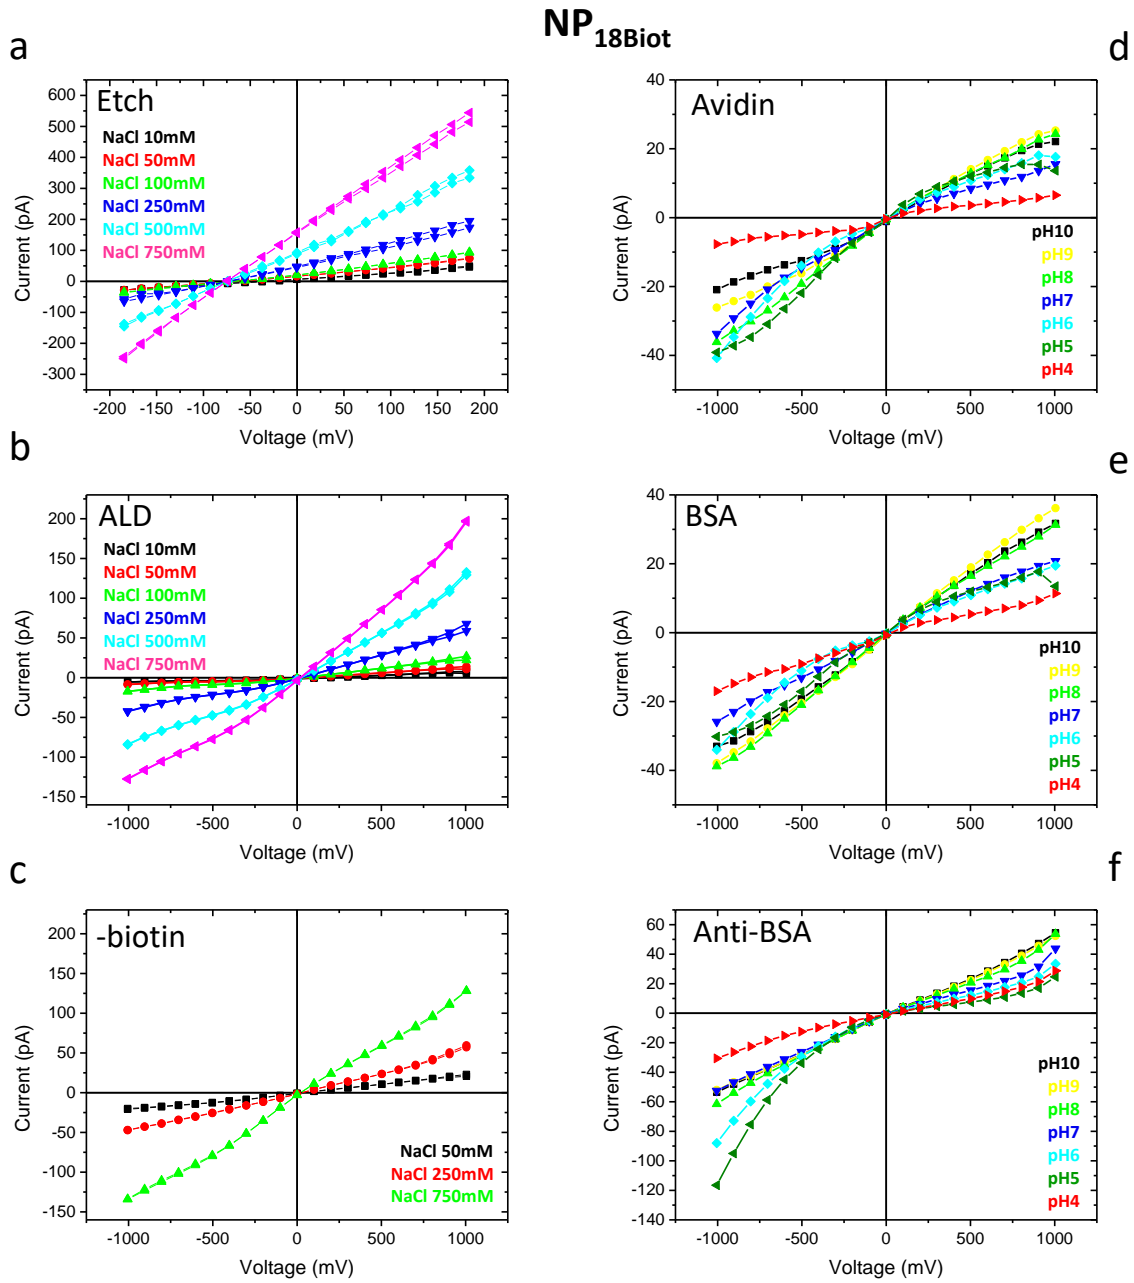 NP18Biot
a
Etch
NaCl 10mM
NaCl 50mM
NaCl 100mM
NaCl 250mM
NaCl 500mM
NaCl 750mM
600
500
400
300
200
100
0
-100
-200
-300
-200 -150 -100 -50 0 50 100 150 200
Current (pA)
Voltage (mV)
b
ALD
NaCl 10mM
NaCl 50mM
NaCl 100mM
NaCl 250mM
NaCl 500mM
NaCl 750mM
200
150
100
50
0
-50
-100
-150
-1000 -500 0 500 1000
Current (pA)
Voltage (mV)
c
-biotin
NaCl 50mM
NaCl 250mM
NaCl 750mM
200
150
100
50
0
-50
-100
-150
-1000 -500 0 500 1000
Current (pA)
Voltage (mV)
d
Avidin
pH10
pH9
pH8
pH7
pH6
pH5
pH4
40
20
0
-20
-40
-1000 -500 0 500 1000
Current (pA)
Voltage (mV)
e
BSA
pH10
pH9
pH8
pH7
pH6
pH5
pH4
40
20
0
-20
-40
-1000 -500 0 500 1000
Current (pA)
Voltage (mV)
f
Anti-BSA
pH10
pH9
pH8
pH7
pH6
pH5
pH4
60
40
20
0
-20
-40
-60
-80
-100
-120
-140
-1000 -500 0 500 1000
Current (pA)
Voltage (mV)